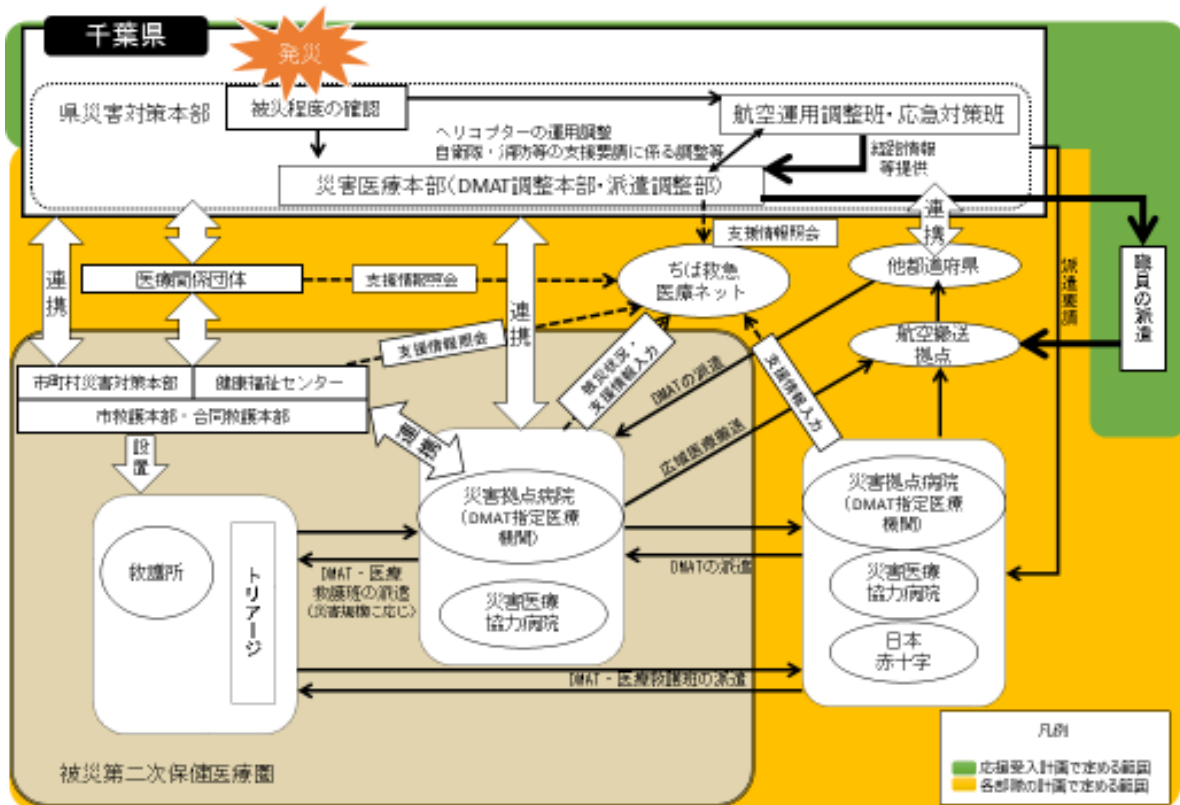 千葉県
発災
県災害対策本部
被災程度の確認
航空運用調整班・応急対策班
ヘリコプターの運用調整
自衛隊・消防等の支援要請に係る調整等
経路情報
等提供
災害医療本部(DMAT調整本部・派遣調整部)
連携
連携
連携
支援情報照会
医療関係団体
支援情報照会
ちば救急
医療ネット
他都道府県
派遣要請
職員の派遣
支援情報照会
航空搬送
拠点
市町村災害対策本部
健康福祉センター
市救護本部・合同救護本部
被災状況・
支援情報入力
DMATの派遣
支援情報入力
設置
連携
広域医療搬送
災害拠点病院
(DMAT指定医療
機関)
災害拠点病院
(DMAT指定医療
機関)
救護所
トリアージ
DMAT・医療
救護班の派遣
(災害規模に応じ)
DMATの派遣
災害医療
協力病院
災害医療
協力病院
日本
赤十字
DMAT・医療救護班の派遣
被災第二次保健医療圏
凡例
応援受入計画で定める範囲
各部隊の計画で定める範囲